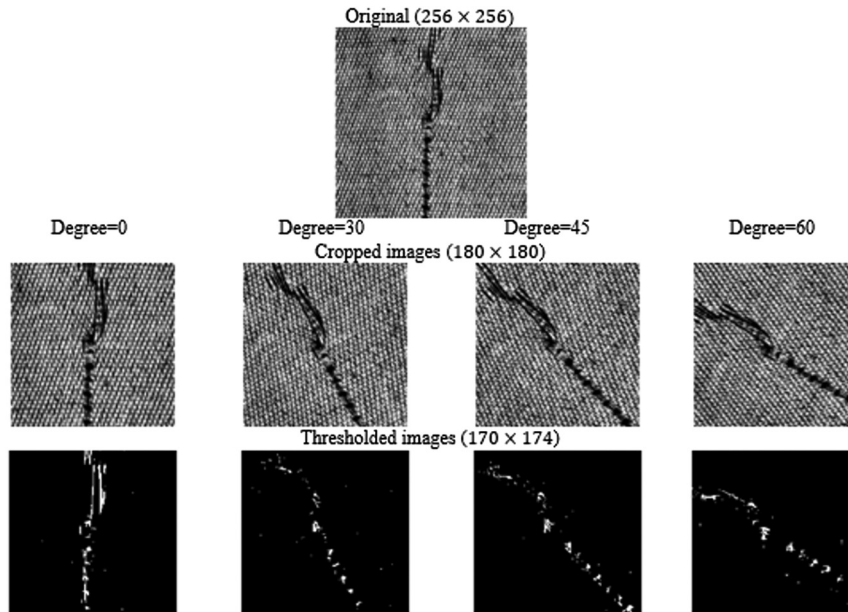 Original (256 × 256)
Degree=0 Degree=30 Degree=45 Degree=60
Cropped images (180 × 180)
Thresholded images (170 × 174)